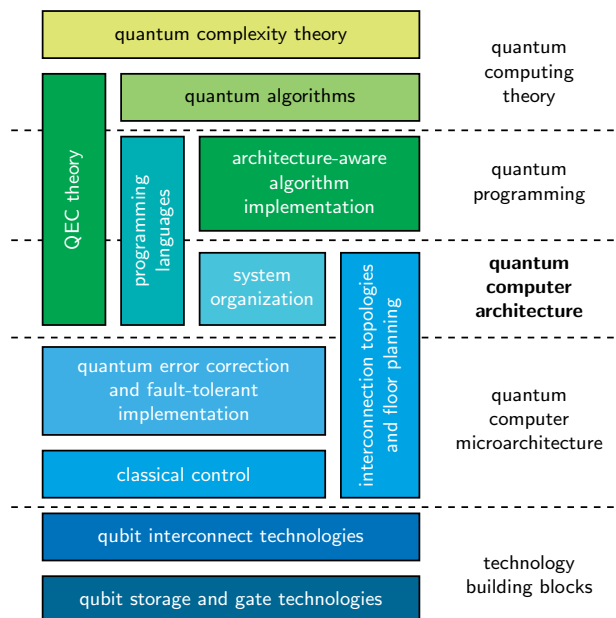 quantum complexity theory
quantum algorithms
quantum
computing
theory
QEC theory
programming
languages
architecture-aware
algorithm
implementation
quantum
programming
system
organization
interconnection topologies
and floor planning
quantum
computer
architecture
quantum error correction
and fault-tolerant
implementation
classical control
quantum
computer
microarchitecture
qubit interconnect technologies
qubit storage and gate technologies
technology
building blocks